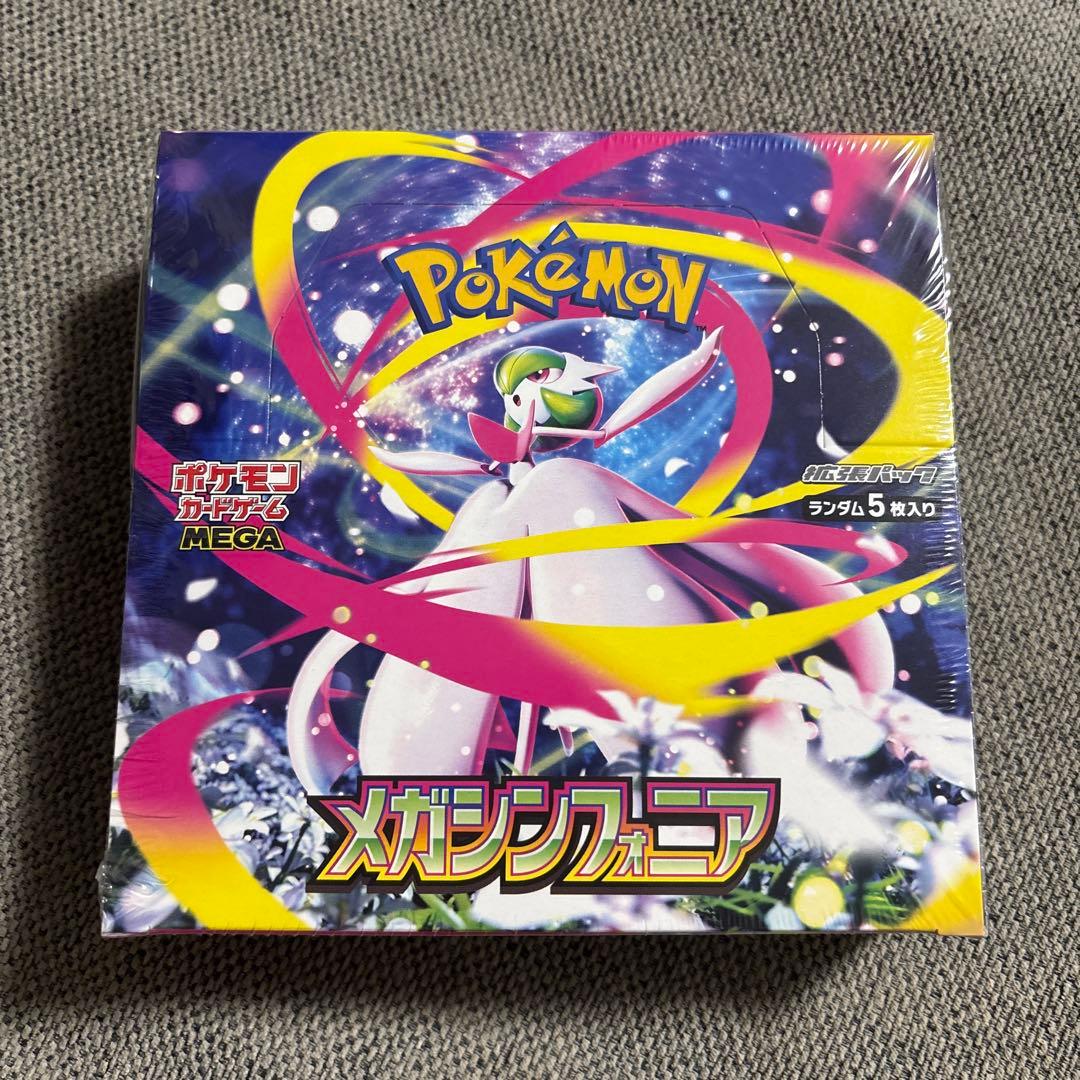 POKéMON
TM
ポケモン
カードゲーム
MEGA
拡張パック
ランダム5枚入り
メガシンフォニア